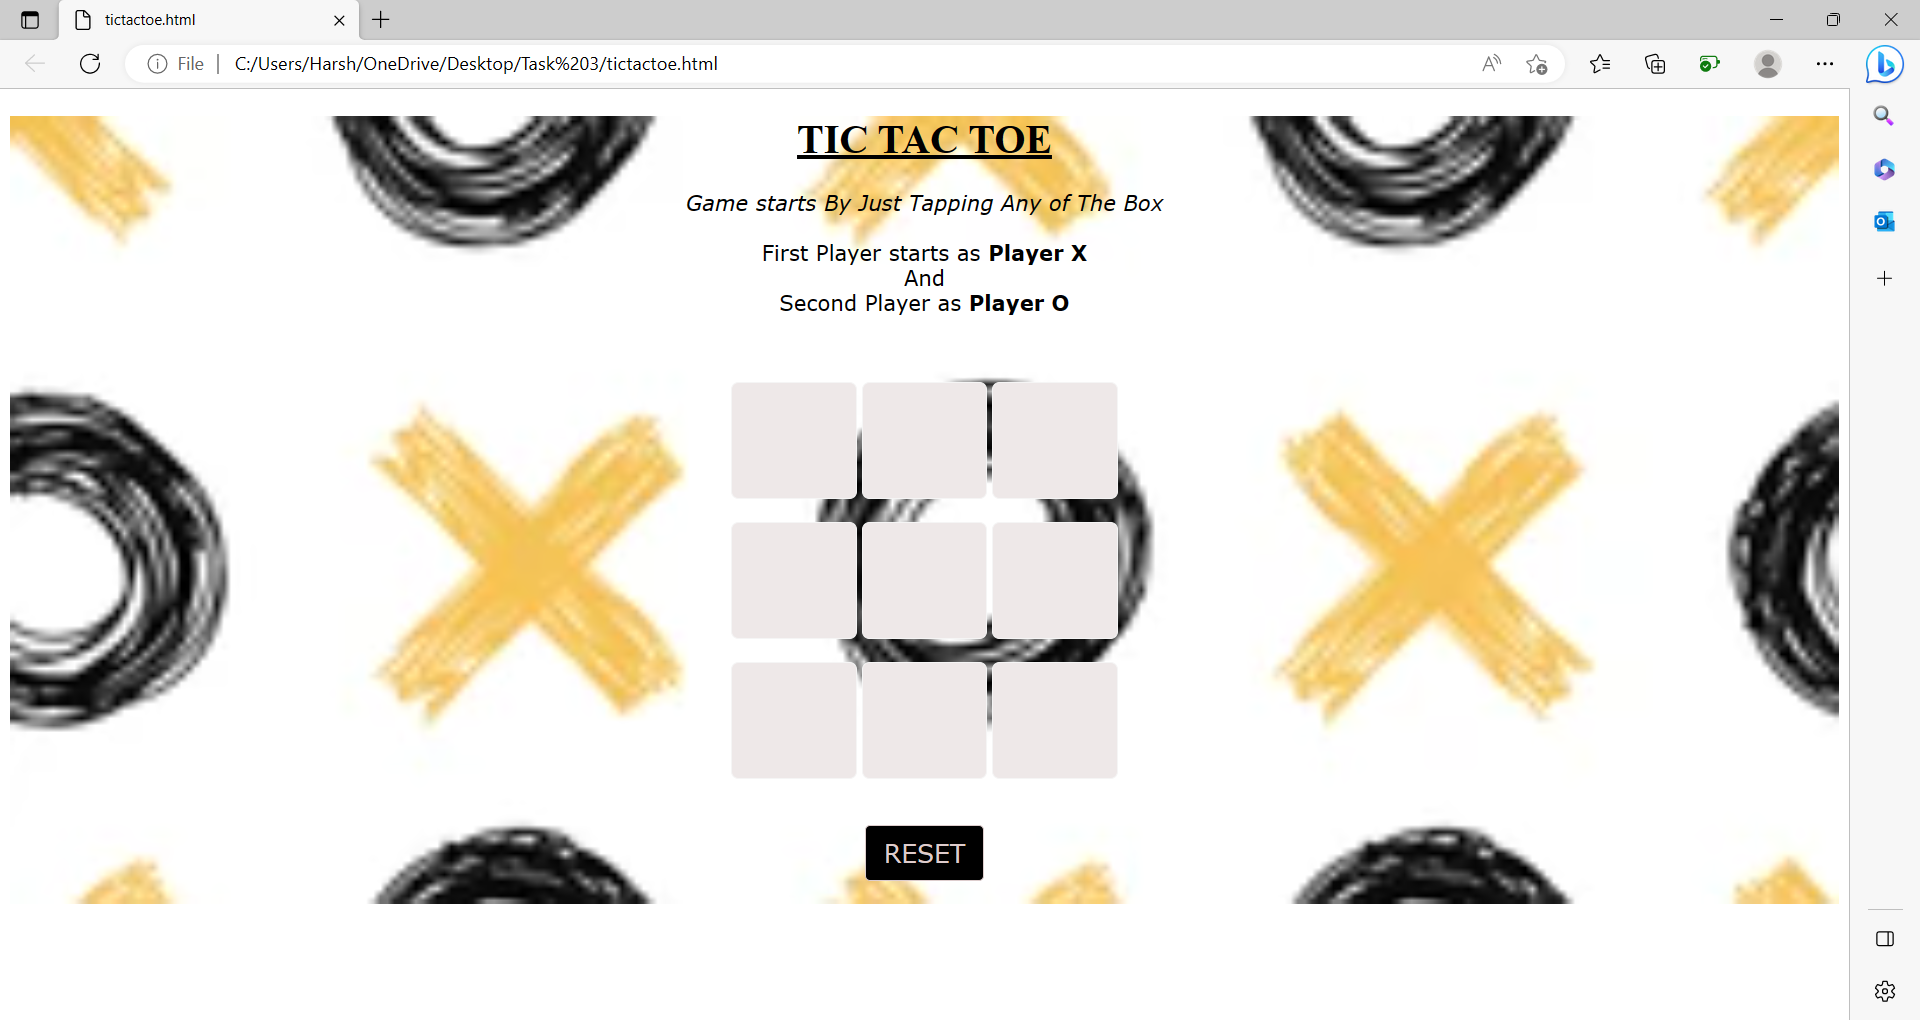 tictactoe.html
File
C:/Users/Harsh/OneDrive/Desktop/Task%203/tictactoe.html
TIC TAC TOE
Game starts By Just Tapping Any of The Box
First Player starts as Player X
And
Second Player as Player O
RESET